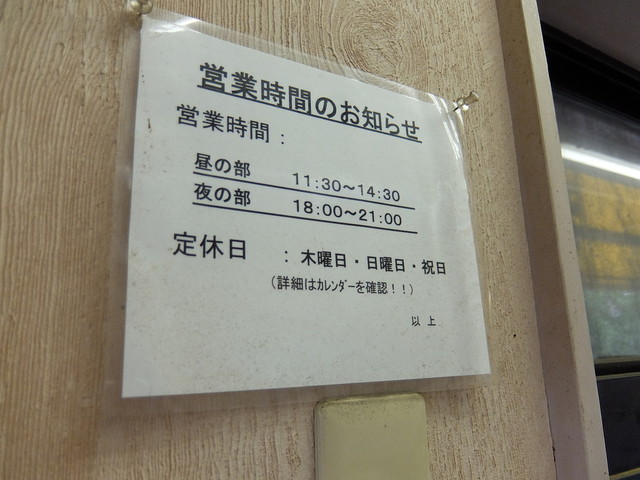 営業時間のお知らせ
営業時間:
昼の部 11:30～14:30
夜の部 18:00～21:00
定休日 :木曜日・日曜日・祝日
(詳細はカレンダーを確認!!)
以上